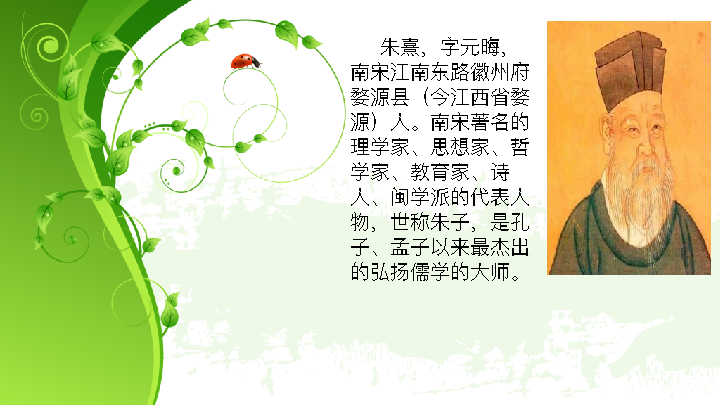 朱熹，字元晦，
南宋江南东路徽州府
婺源县（今江西省婺
源）人。南宋著名的
理学家、思想家、哲
学家、教育家、诗
人、闽学派的代表人
物，世称朱子，是孔
子、孟子以来最杰出
的弘扬儒学的大师。